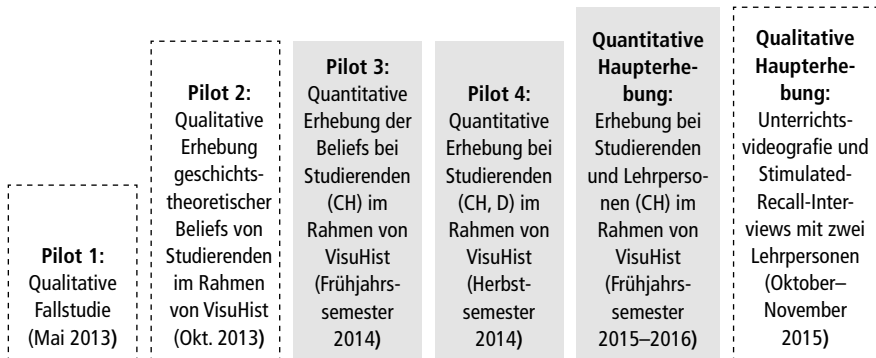 Pilot 1:
Qualitative
Fallstudie
(Mai 2013)
Pilot 2:
Qualitative
Erhebung
geschichts-
theoretischer
Beliefs von
Studierenden
im Rahmen
von VisuHist
(Okt. 2013)
Pilot 3:
Quantitative
Erhebung der
Beliefs bei
Studierenden
(CH) im
Rahmen von
VisuHist
(Frühjahrs-
semester
2014)
Pilot 4:
Quantitative
Erhebung bei
Studierenden
(CH, D) im
Rahmen von
VisuHist
(Herbst-
semester
2014)
Quantitative
Haupterhe-
bung:
Erhebung bei
Studierenden
und Lehrperso-
nen (CH) im
Rahmen von
VisuHist
(Frühjahrs-
semester
2015–2016)
Qualitative
Haupterhe-
bung:
Unterrichts-
videografie und
Stimulated-
Recall-Inter-
views mit zwei
Lehrpersonen
(Oktober–
November
2015)